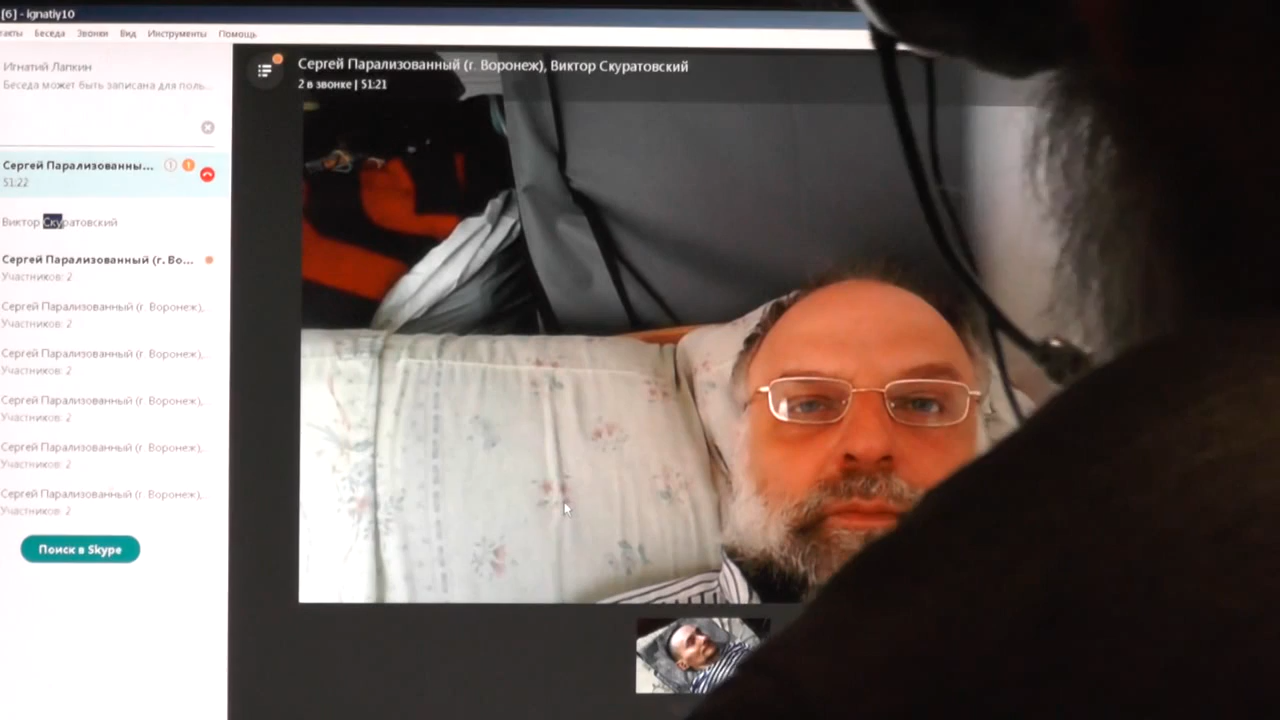 [6] - ignatiy10
такты Беседа Звонки Вид Инструменты Помощь
Игнатий Лапкин
Беседа может быть записана для поль...
Сергей Парализованны...
51:22
Виктор Скуратовский
Сергей Парализованный (г. Во...
Участников: 2
Сергей Парализованный (г. Воронеж),
Участников: 2
Сергей Парализованный (г. Воронеж),
Участников: 2
Сергей Парализованный (г. Воронеж),
Участников: 2
Сергей Парализованный (г. Воронеж),
Участников: 2
Сергей Парализованный (г. Воронеж),
Участников: 2
Поиск в Skype
Сергей Парализованный (г. Воронеж), Виктор Скуратовский
2 в звонке | 51:21